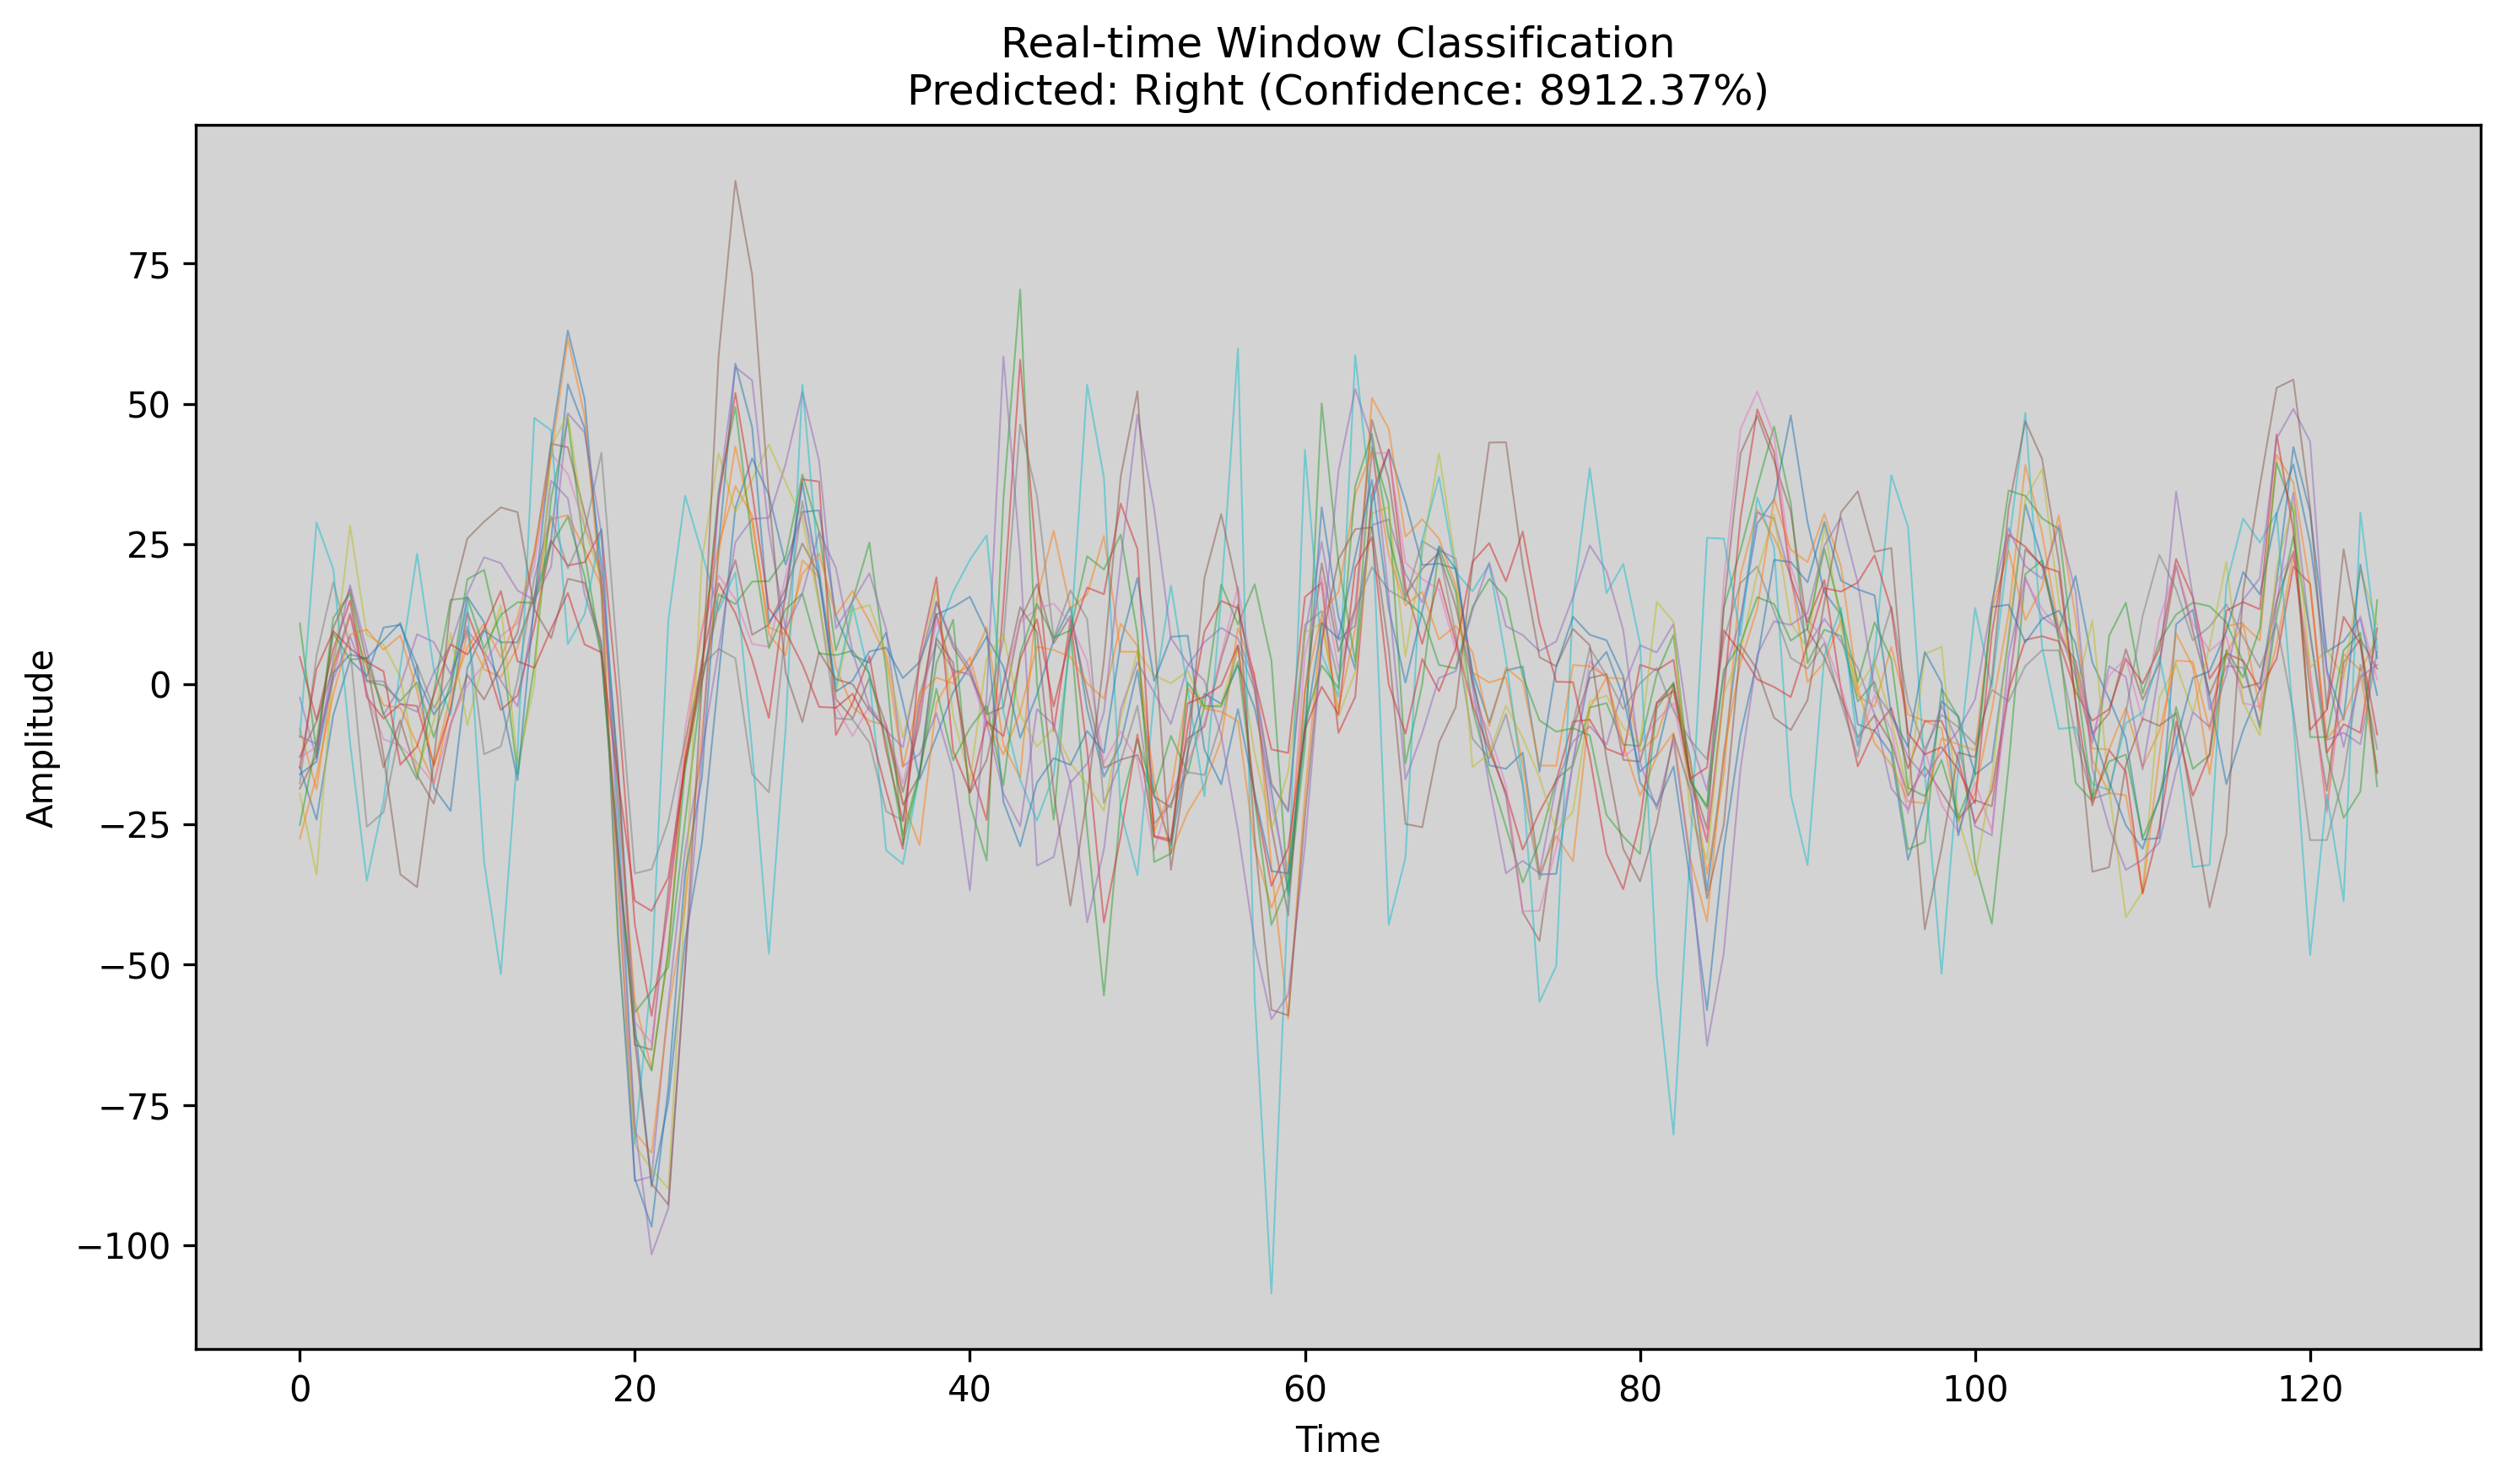 Real-time Window Classification
Predicted: Right (Confidence: 8912.37%)
Amplitude
75
50
25
0
−25
−50
−75
−100
0 20 40 60 80 100 120
Time